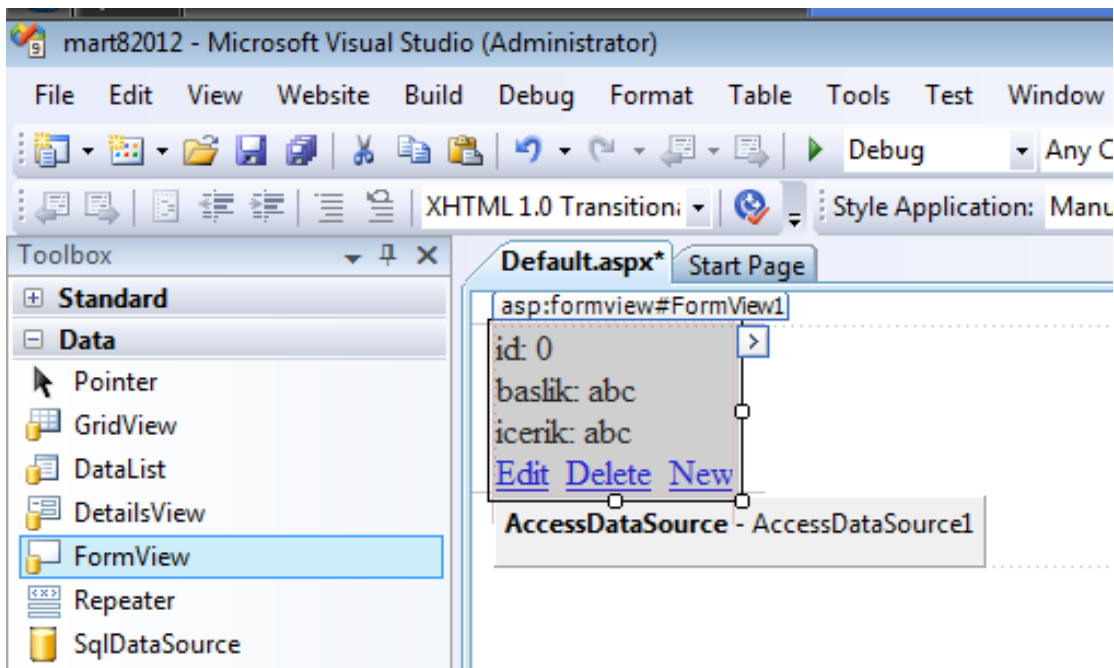 mart82012 - Microsoft Visual Studio (Administrator)
File Edit View Website Build Debug Format Table Tools Test Window
Debug Any
XHTML 1.0 Style Application:
Toolbox
Default.aspx* Start Page
Standard
asp:formview#FormView1
Data
id: 0
Pointer
baslik: abc
GridView
icerik: abc
DataList
Edit Delete New
DetailsView
AccessDataSource - AccessDataSource1
FormView
Repeater
SqlDataSource